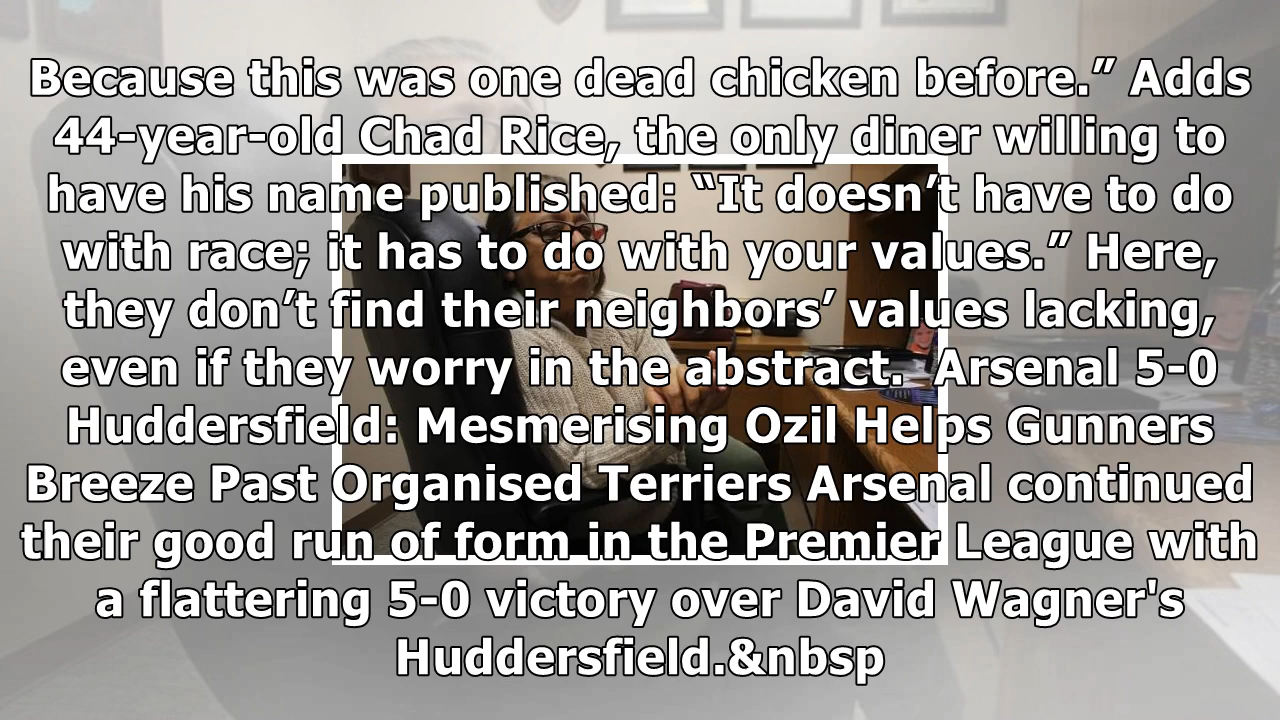 Because this was one dead chicken before.” Adds
44-year-old Chad Rice, the only diner willing to
have his name published: “It doesn’t have to do
with race; it has to do with your values.” Here,
they don’t find their neighbors’ values lacking,
even if they worry in the abstract.  Arsenal 5-0
Huddersfield: Mesmerising Ozil Helps Gunners
Breeze Past Organised Terriers Arsenal continued
their good run of form in the Premier League with
a flattering 5-0 victory over David Wagner's
Huddersfield.&nbsp